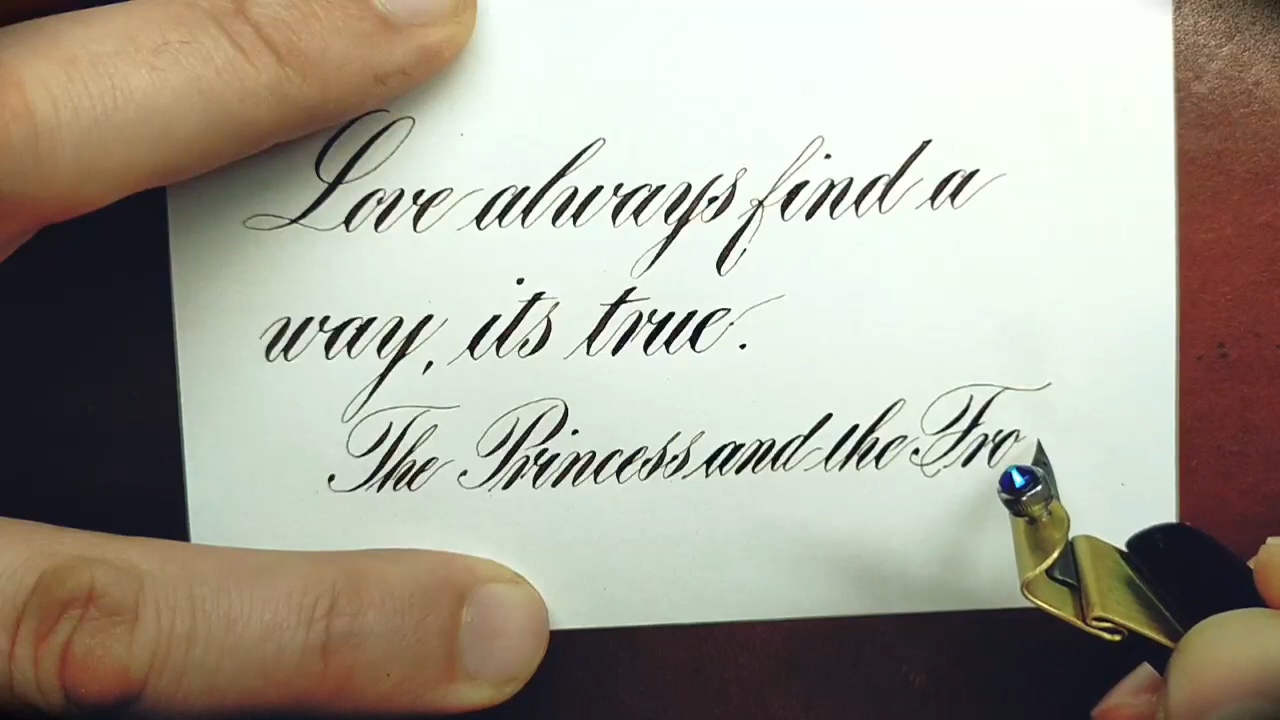 Love always find a
way, its true.
The Princess and the Fro